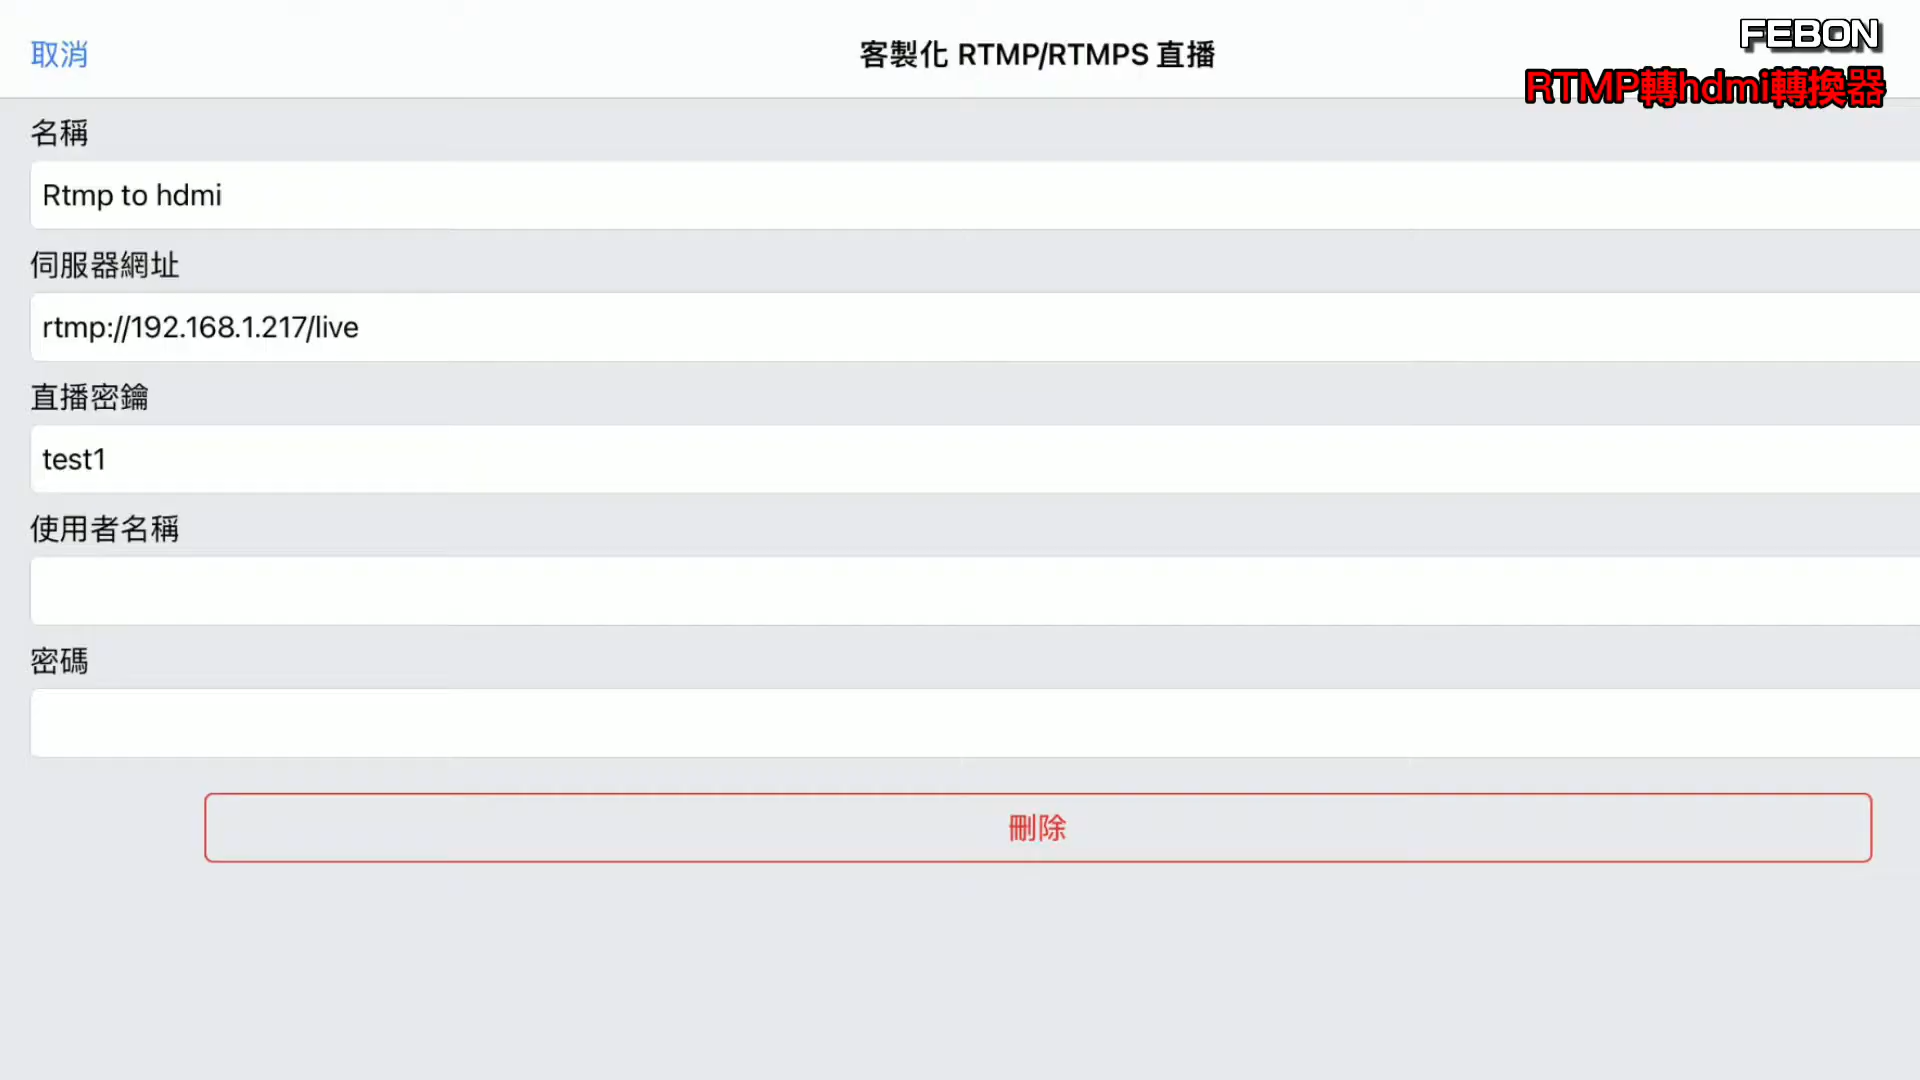 取消
客製化 RTMP/RTMPS 直播
FEBON
RTMP轉hdmi轉換器
名稱
Rtmp to hdmi
伺服器網址
rtmp://192.168.1.217/live
直播密鑰
test1
使用者名稱
密碼
刪除